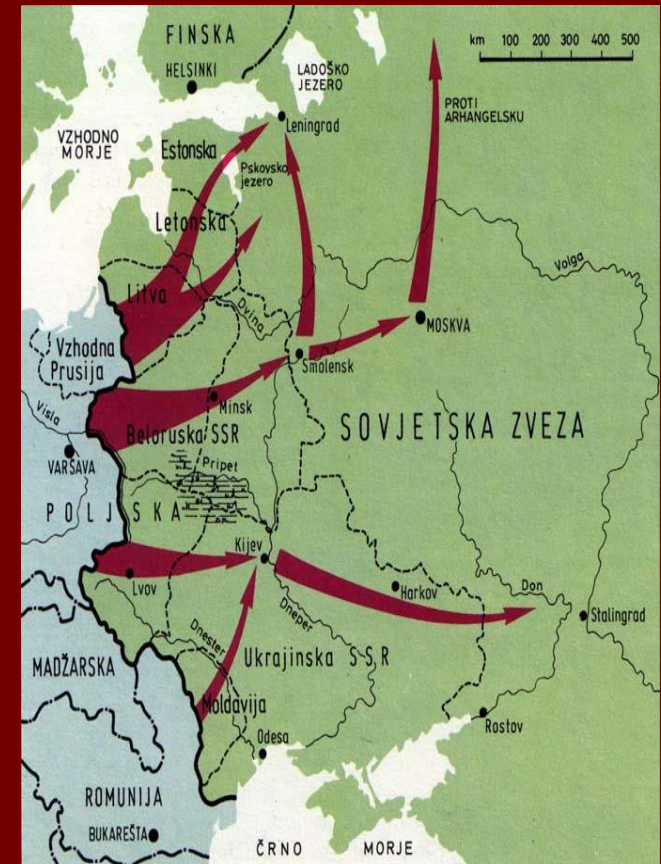 FINSKA
HELSINKI
LADOŠKO
JEZERO
km 100 200 300 400 500
PROTI
ARHANGELSKU
Leningrad
VZHODNO
MORJE
Estonska
Pskovsko
jezero
Letonska
Volga
Litva
Dvina
MOSKVA
Vzhodna
Prusija
Smolensk
Visla
Minsk
Beloruska SSR
SOVJETSKA ZVEZA
VARŠAVA
Pripet
POLJSKA
Kijev
Lvov
Harkov
Don
Stalingrad
Dnester
Dneper
Ukrajinska SSR
MADŽARSKA
Moldavija
Rostov
Odesa
ROMUNIJA
BUKAREŠTA
ČRNO MORJE